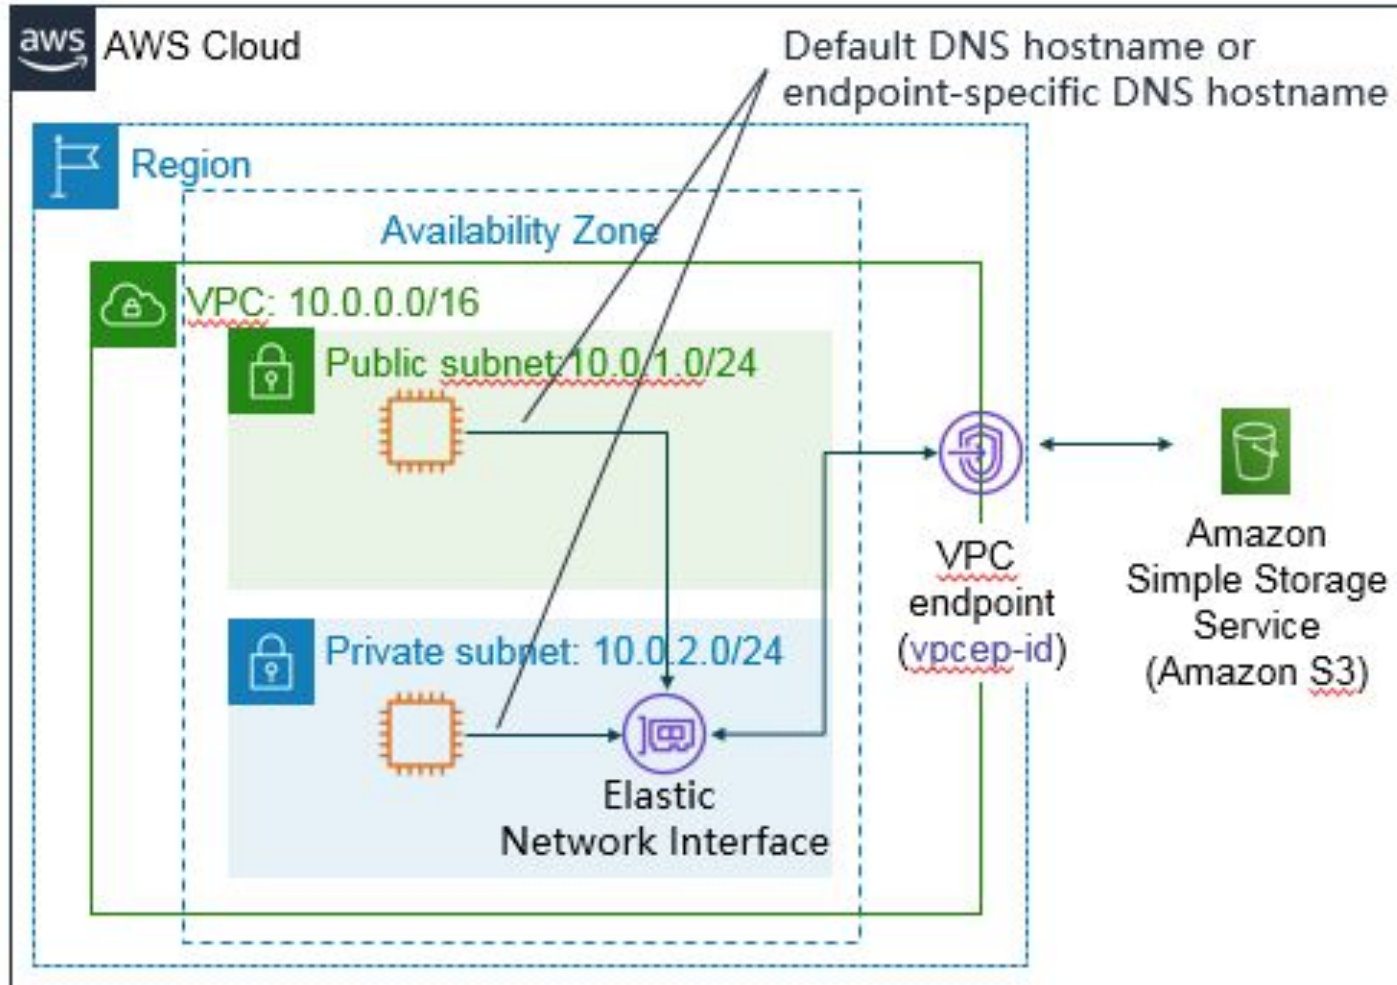 aws AWS Cloud
Default DNS hostname or
endpoint-specific DNS hostname
Region
Availability Zone
VPC: 10.0.0.0/16
Public subnet:10.0.1.0/24
Private subnet: 10.0.2.0/24
Elastic
Network Interface
VPC
endpoint
(vpcep-id)
Amazon
Simple Storage
Service
(Amazon S3)